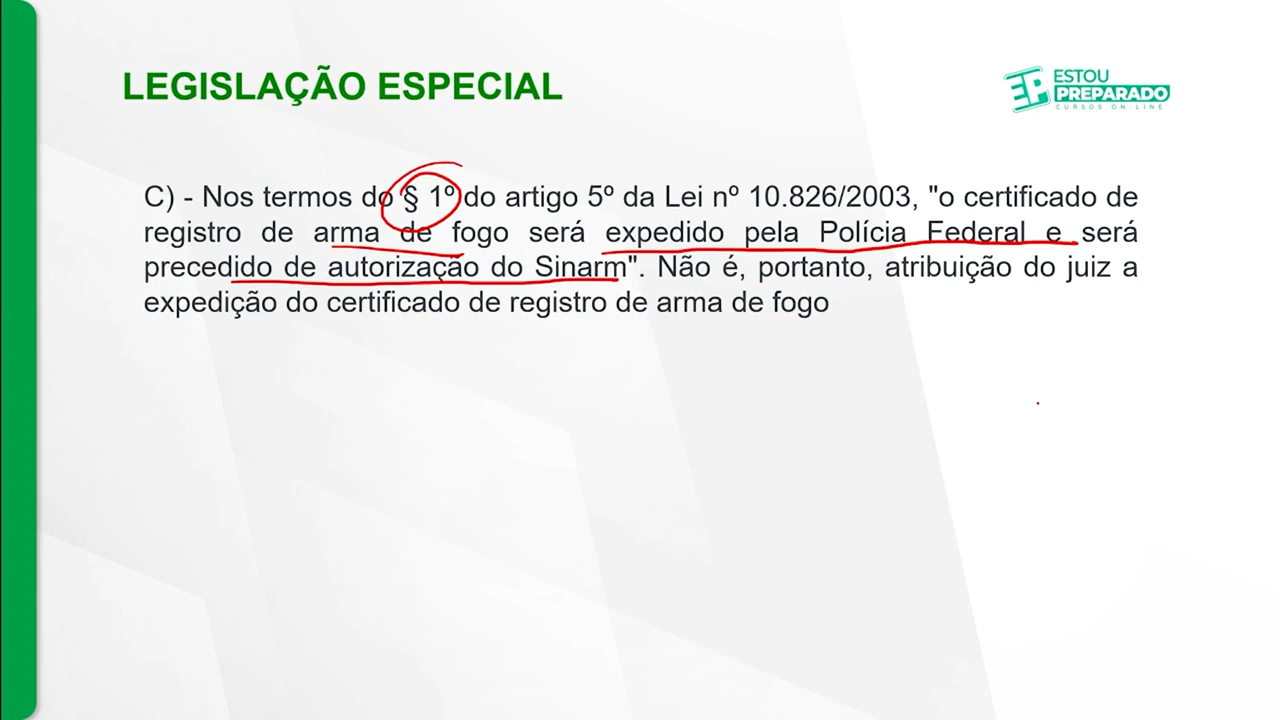 LEGISLAÇÃO ESPECIAL
ESTOU
PREPARADO
CURSOS ON-LINE
C) - Nos termos do § 1º do artigo 5º da Lei nº 10.826/2003, "o certificado de
registro de arma de fogo será expedido pela Polícia Federal e será
precedido de autorização do Sinarm". Não é, portanto, atribuição do juiz a
expedição do certificado de registro de arma de fogo